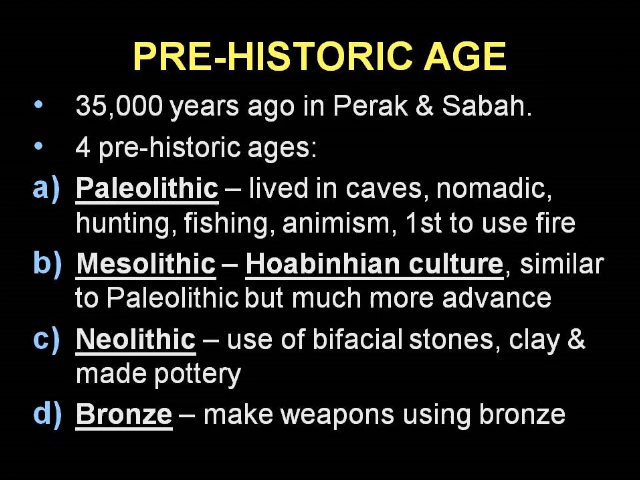 PRE-HISTORIC AGE
• 35,000 years ago in Perak & Sabah.
• 4 pre-historic ages:
a) Paleolithic – lived in caves, nomadic,
hunting, fishing, animism, 1st to use fire
b) Mesolithic – Hoabinhian culture, similar
to Paleolithic but much more advance
c) Neolithic – use of bifacial stones, clay &
made pottery
d) Bronze – make weapons using bronze